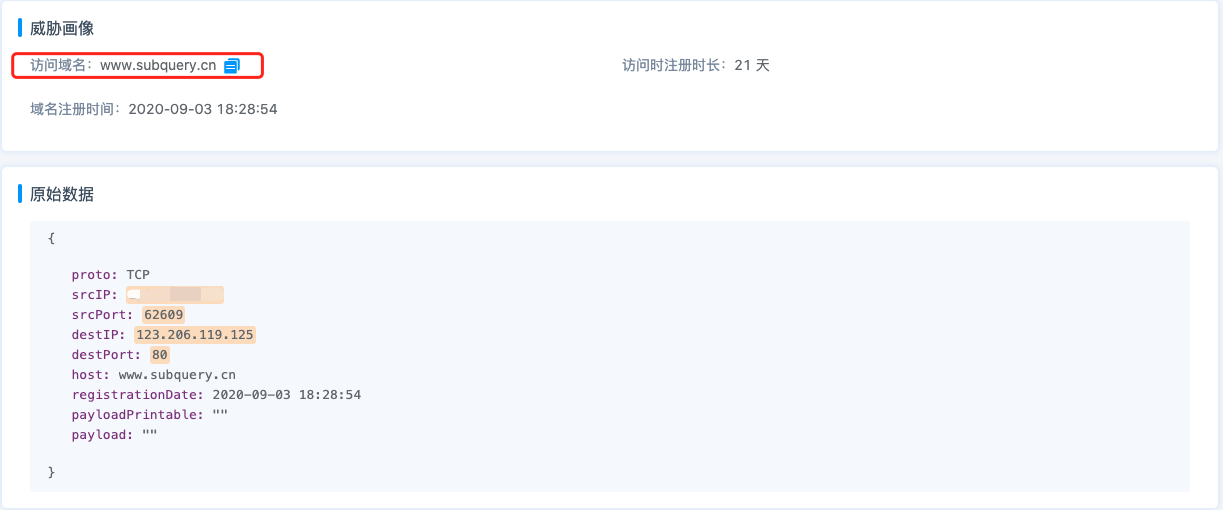 威胁画像
访问域名：www.subquery.cn
访问时注册时长：21 天
域名注册时间：2020-09-03 18:28:54
原始数据
{
proto: TCP
srcIP:
srcPort: 62609
destIP: 123.206.119.125
destPort: 80
host: www.subquery.cn
registrationDate: 2020-09-03 18:28:54
payloadPrintable: ""
payload: ""
}